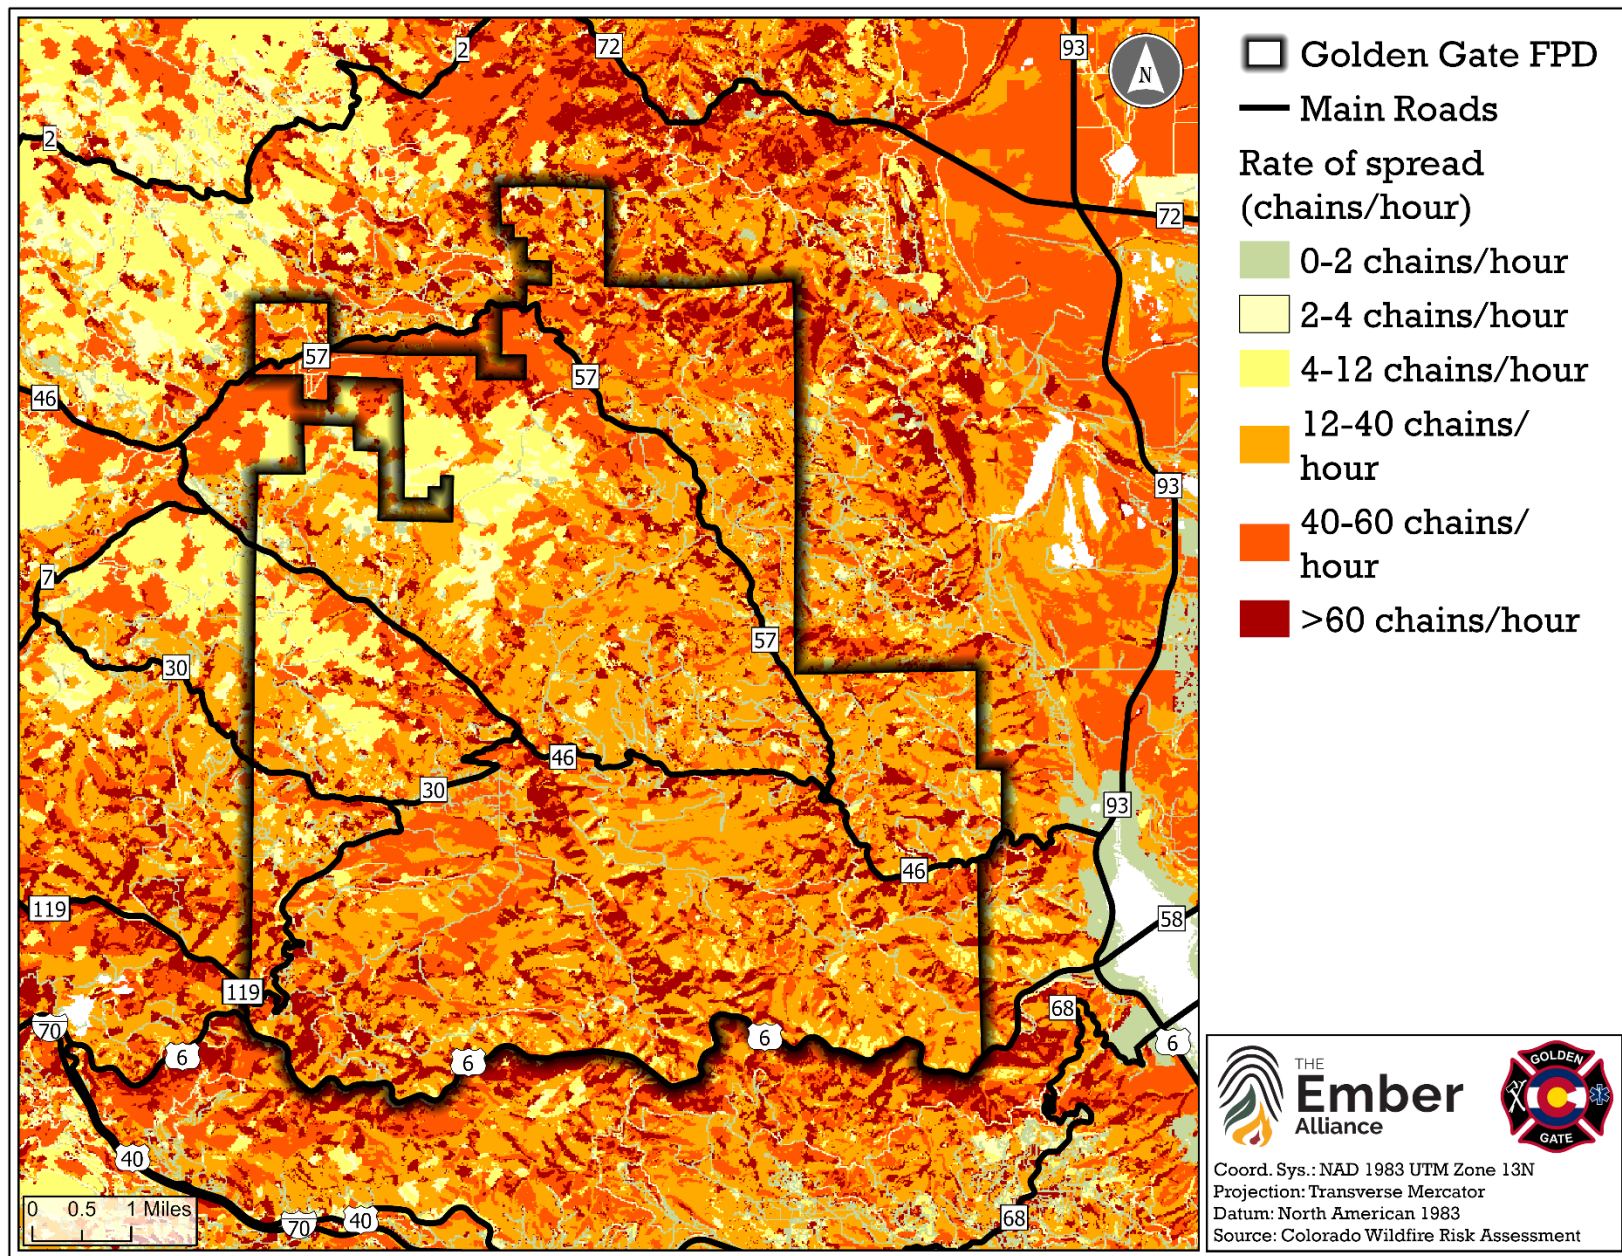 2
72
93
N
2
72
57
57
46
93
7
57
30
46
30
93
46
119
58
119
68
70
6
6
6
6
40
70
40
68
0 0.5 1 Miles
Golden Gate FPD
Main Roads
Rate of spread
(chains/hour)
0-2 chains/hour
2-4 chains/hour
4-12 chains/hour
12-40 chains/
hour
40-60 chains/
hour
>60 chains/hour
THE
Ember
Alliance
GOLDEN
GATE
Coord. Sys.: NAD 1983 UTM Zone 13N
Projection: Transverse Mercator
Datum: North American 1983
Source: Colorado Wildfire Risk Assessment